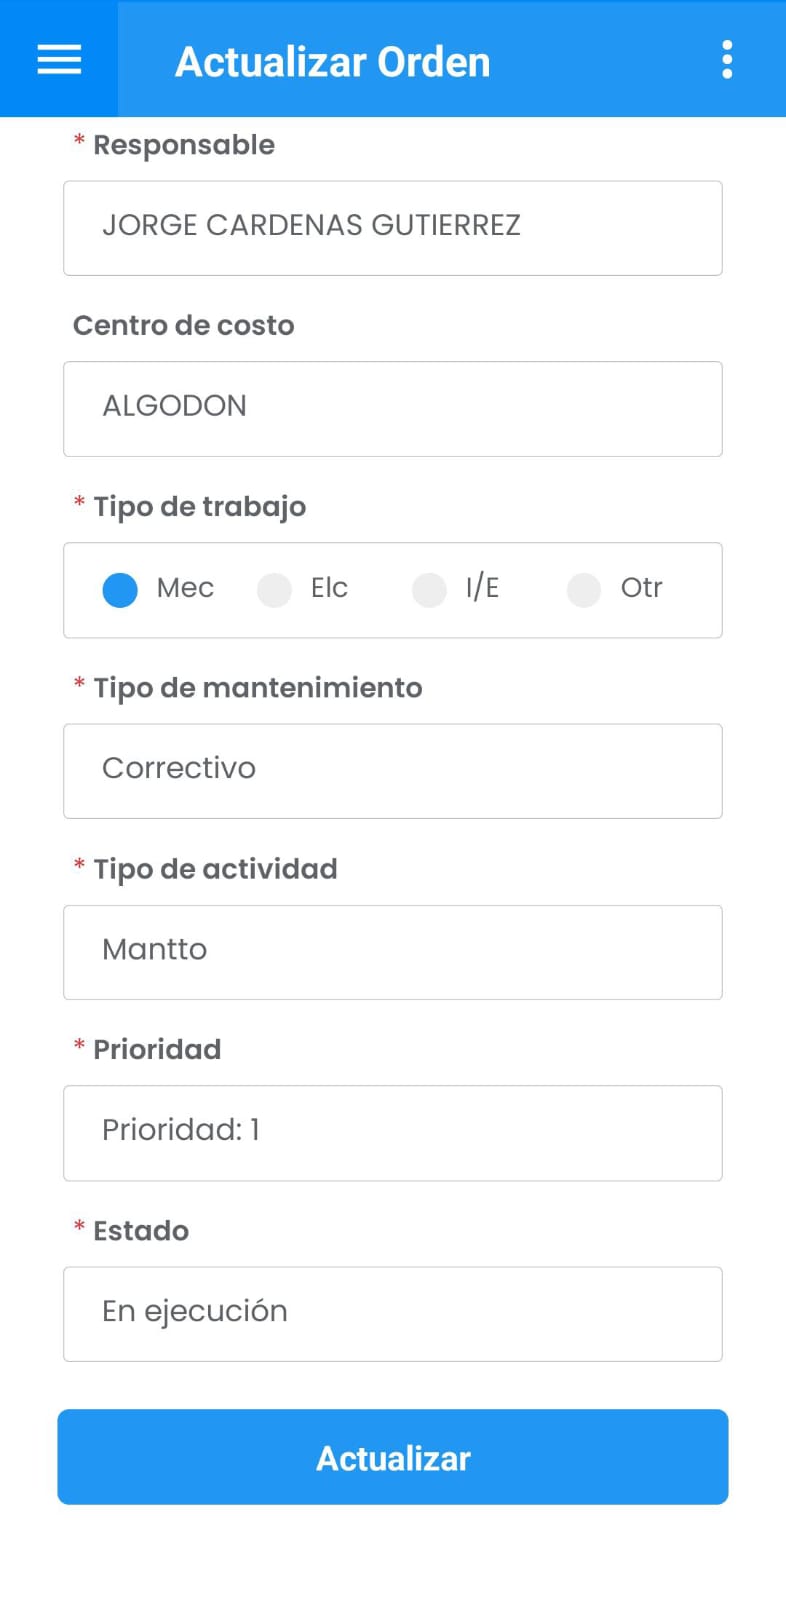 Actualizar Orden
* Responsable
JORGE CARDENAS GUTIERREZ
Centro de costo
ALGODON
* Tipo de trabajo
Mec Elc I/E Otr
* Tipo de mantenimiento
Correctivo
* Tipo de actividad
Mantto
* Prioridad
Prioridad: 1
* Estado
En ejecución
Actualizar